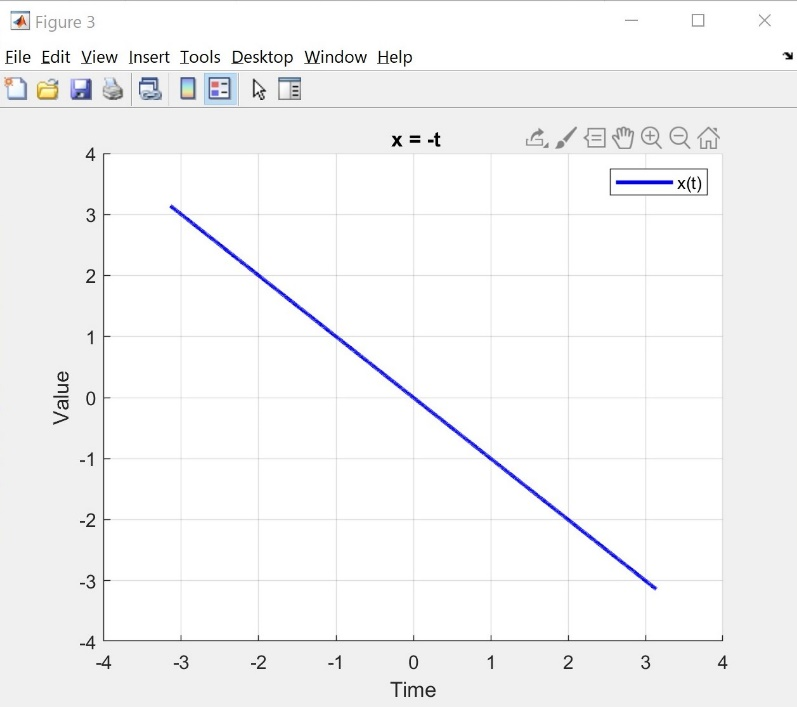 Figure 3
File Edit View Insert Tools Desktop Window Help
x = -t
x(t)
4
3
2
1
0
-1
-2
-3
-4
Value
-4 -3 -2 -1 0 1 2 3 4
Time